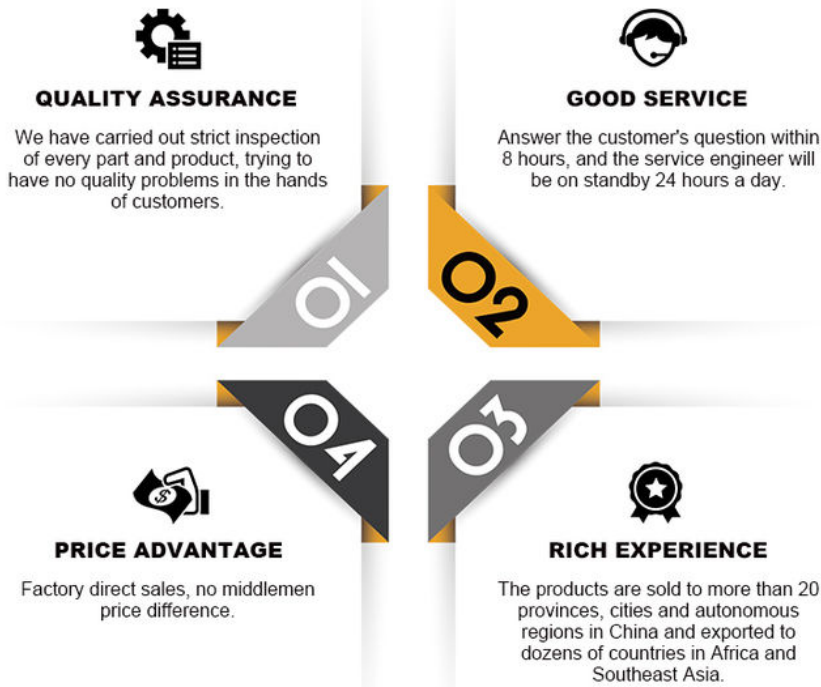 QUALITY ASSURANCE
We have carried out strict inspection
of every part and product, trying to
have no quality problems in the hands
of customers.
01
GOOD SERVICE
Answer the customer's question within
8 hours, and the service engineer will
be on standby 24 hours a day.
02
03
RICH EXPERIENCE
The products are sold to more than 20
provinces, cities and autonomous
regions in China and exported to
dozens of countries in Africa and
Southeast Asia.
04
$
PRICE ADVANTAGE
Factory direct sales, no middlemen
price difference.